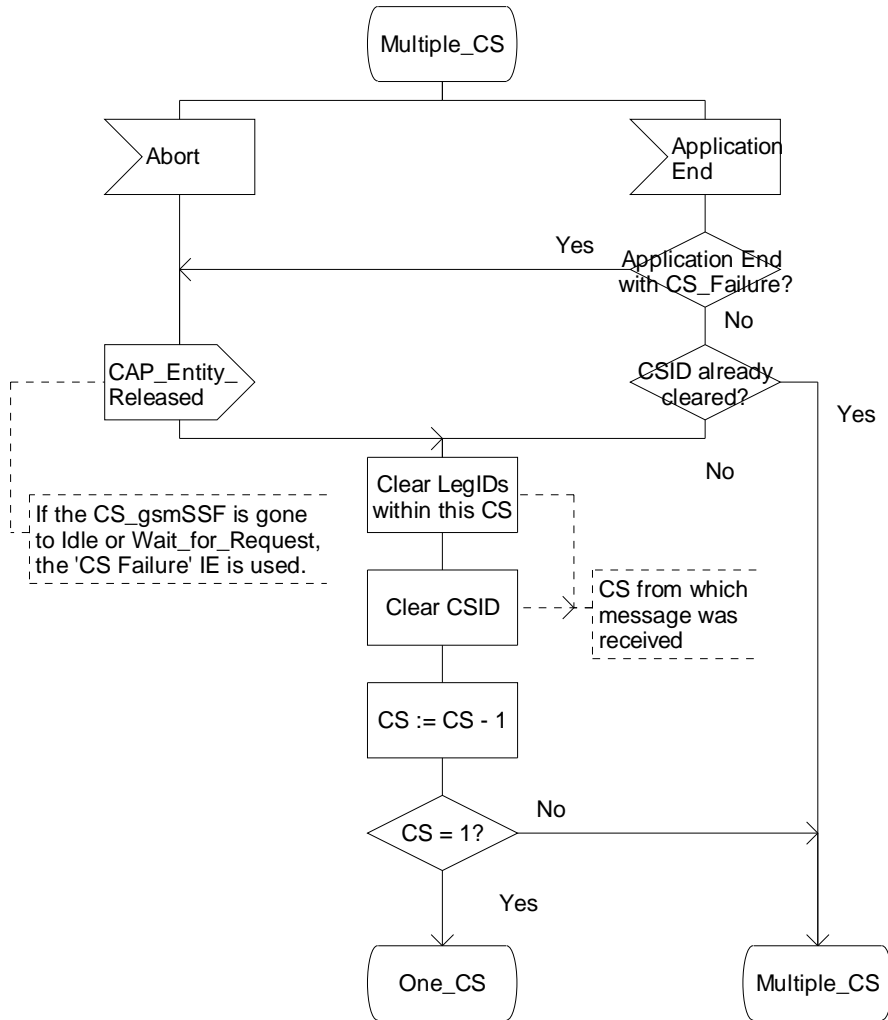 Multiple_CS
Abort
Application
End
Yes
Application End
with CS_Failure?
No
CAP_Entity_
Released
CSID already
cleared?
Yes
No
Clear LegIDs
within this CS
If the CS_gsmSSF is gone
to Idle or Wait_for_Request,
the 'CS Failure' IE is used.
Clear CSID
CS from which
message was
received
CS := CS - 1
No
CS = 1?
Yes
One_CS
Multiple_CS